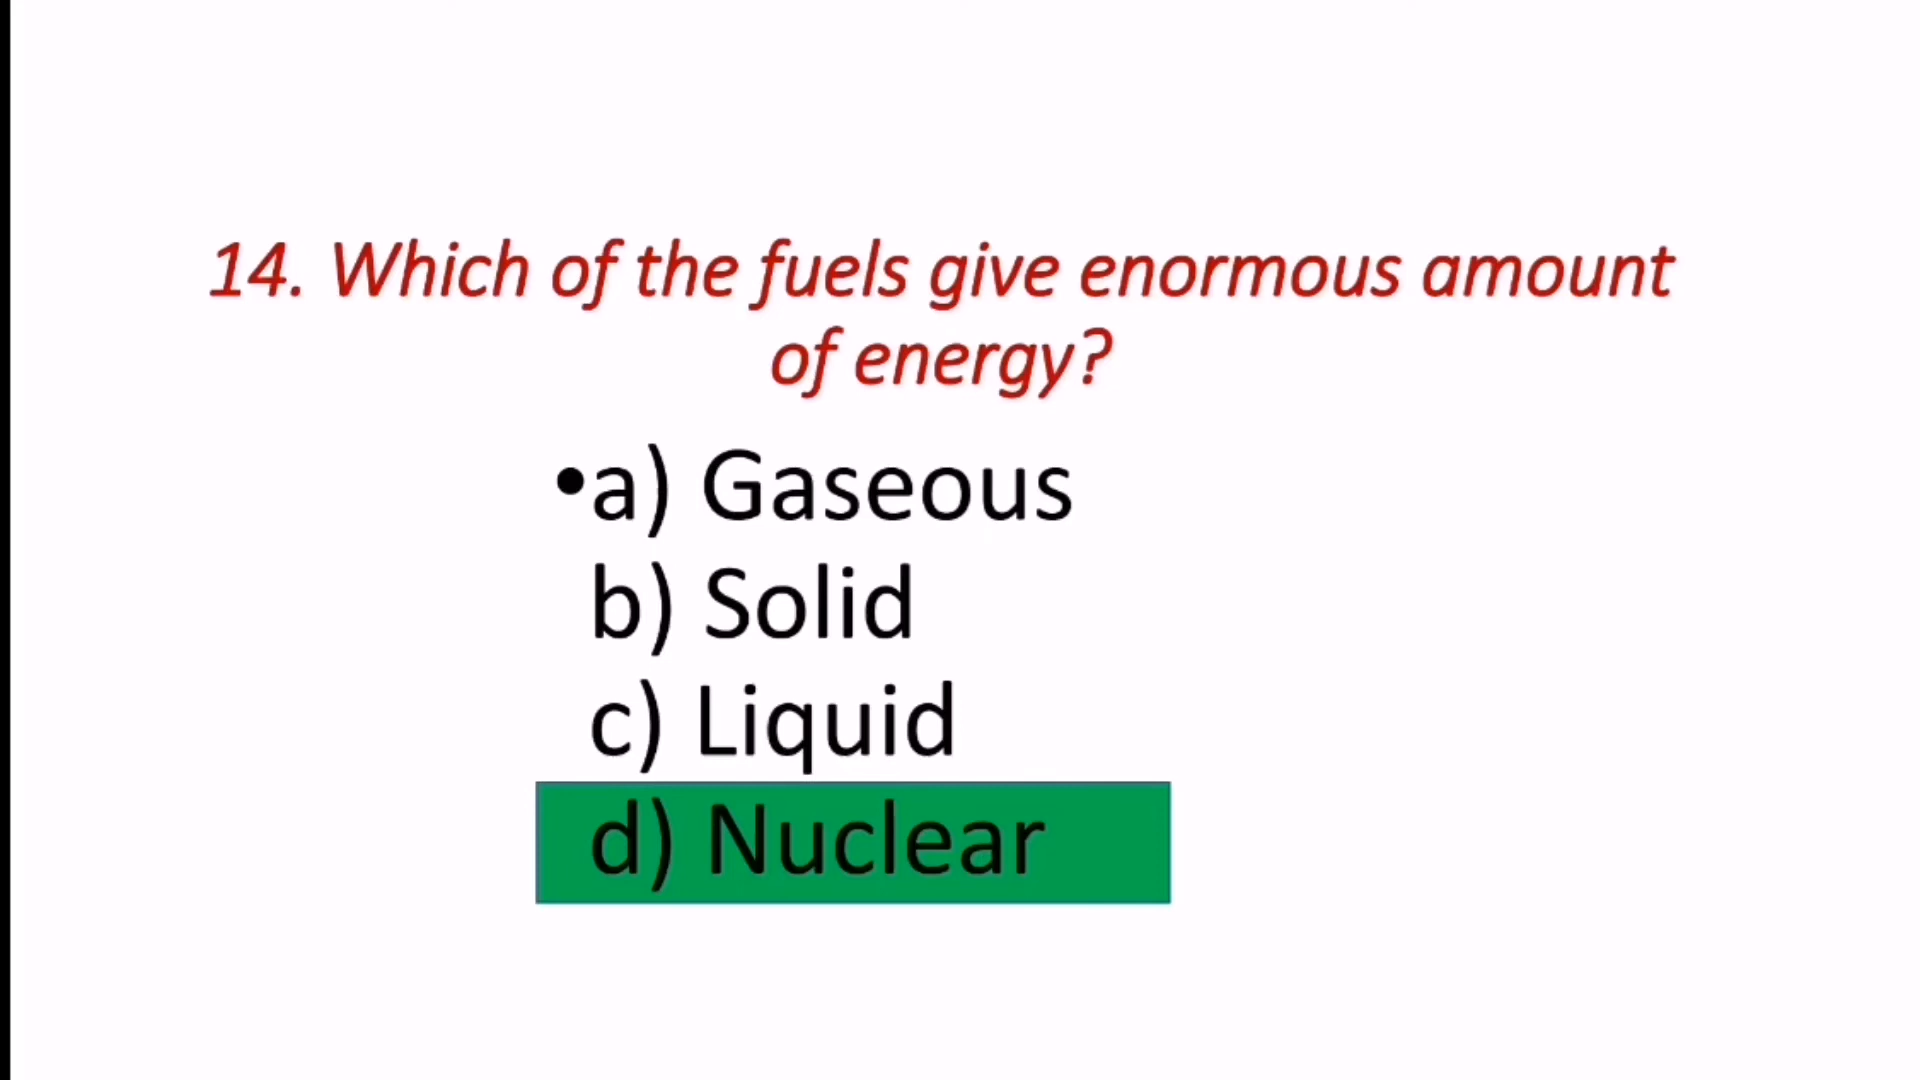 14. Which of the fuels give enormous amount
of energy?
•a) Gaseous
b) Solid
c) Liquid
d) Nuclear